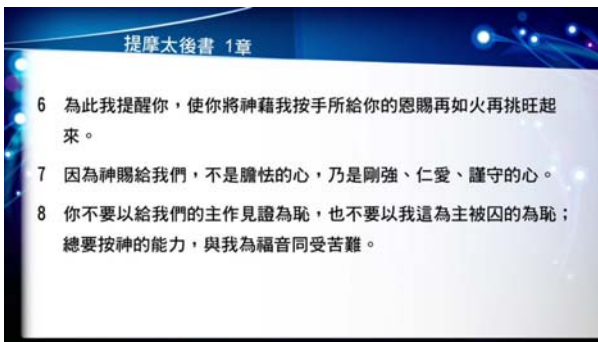 提摩太後書 1章
6 為此我提醒你，使你將神藉我按手所給你的恩賜再如火再挑旺起
來。
7 因為神賜給我們，不是膽怯的心，乃是剛強、仁愛、謹守的心。
8 你不要以給我們的主作見證為恥，也不要以我這為主被囚的為恥；
總要按神的能力，與我為福音同受苦難。